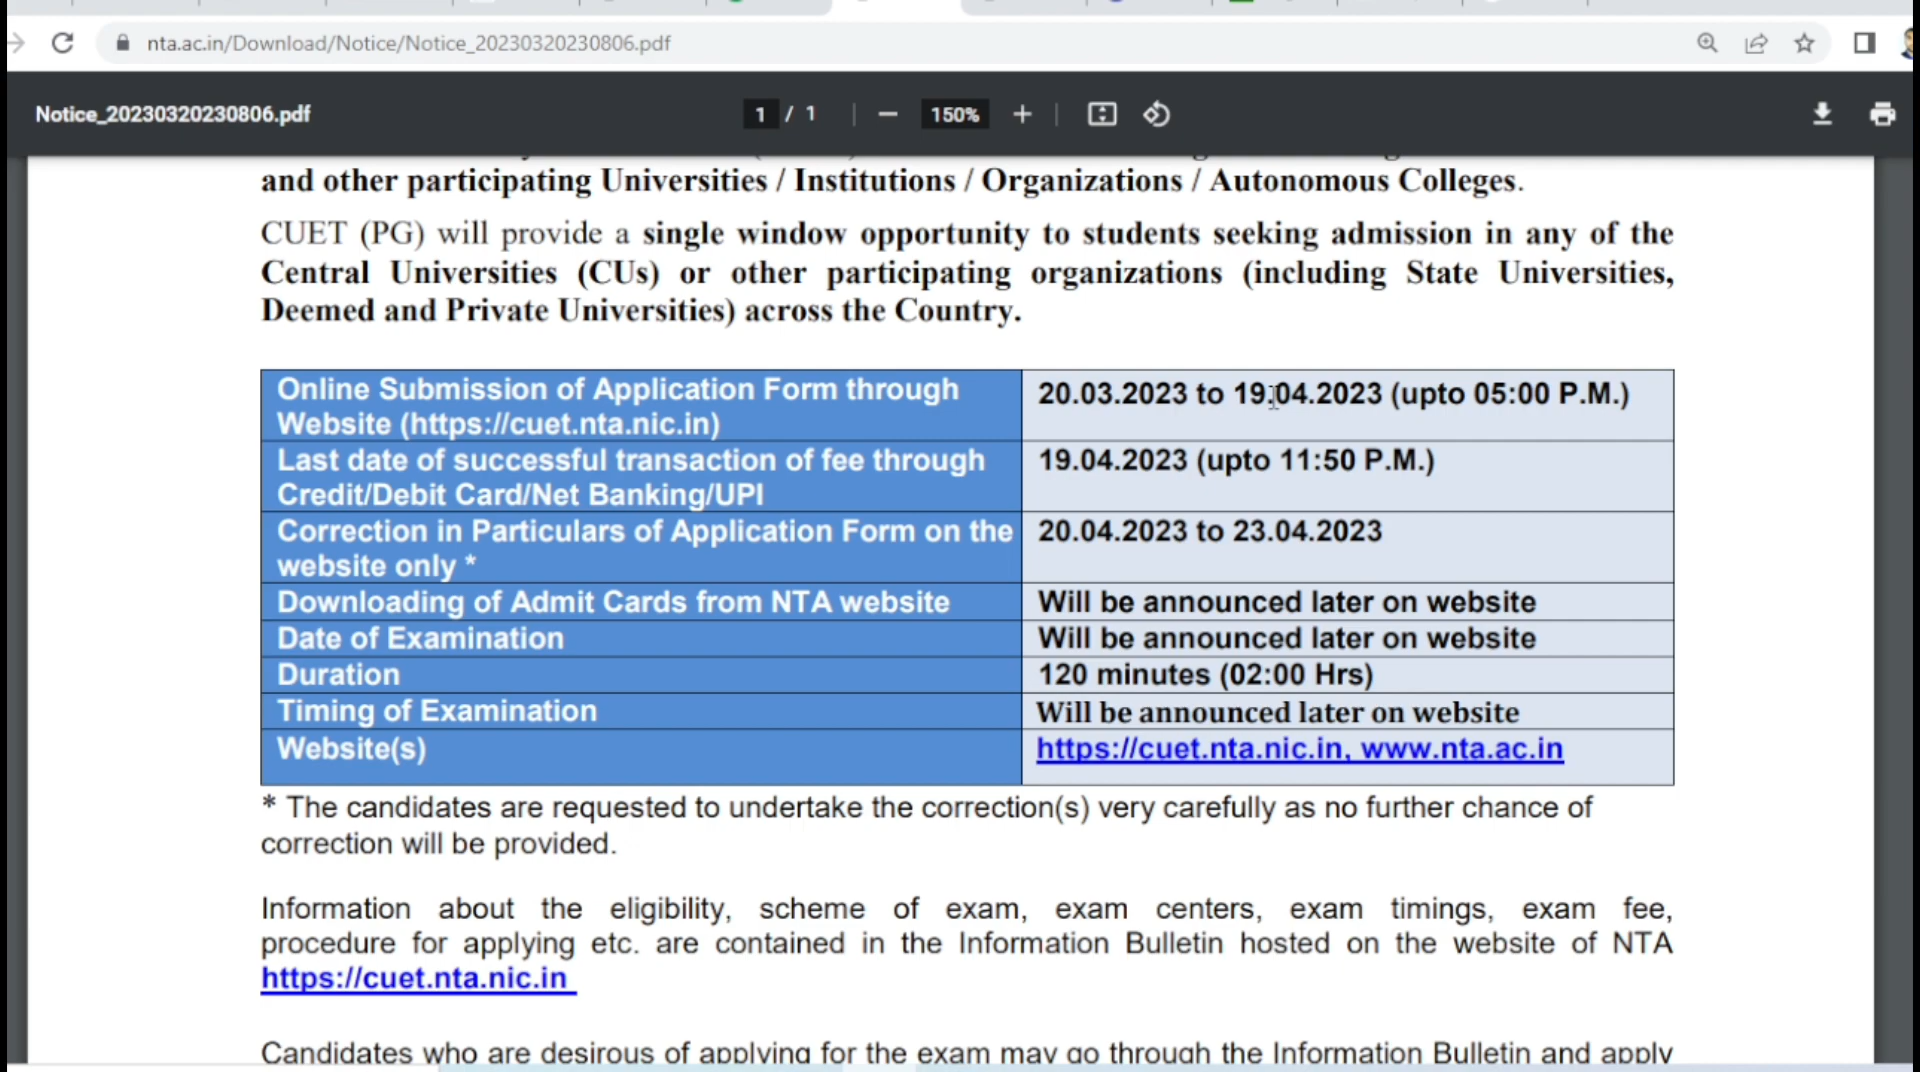 nta.ac.in/Download/Notice/Notice_20230320230806.pdf
Notice_20230320230806.pdf
1 / 1
150%
and other participating Universities / Institutions / Organizations / Autonomous Colleges.
CUET (PG) will provide a single window opportunity to students seeking admission in any of the
Central Universities (CUs) or other participating organizations (including State Universities,
Deemed and Private Universities) across the Country.
Online Submission of Application Form through
Website (https://cuet.nta.nic.in)
20.03.2023 to 19.04.2023 (upto 05:00 P.M.)
Last date of successful transaction of fee through
Credit/Debit Card/Net Banking/UPI
19.04.2023 (upto 11:50 P.M.)
Correction in Particulars of Application Form on the
website only *
20.04.2023 to 23.04.2023
Downloading of Admit Cards from NTA website
Will be announced later on website
Date of Examination
Will be announced later on website
Duration
120 minutes (02:00 Hrs)
Timing of Examination
Will be announced later on website
Website(s)
https://cuet.nta.nic.in, www.nta.ac.in
* The candidates are requested to undertake the correction(s) very carefully as no further chance of
correction will be provided.
Information about the eligibility, scheme of exam, exam centers, exam timings, exam fee,
procedure for applying etc. are contained in the Information Bulletin hosted on the website of NTA
https://cuet.nta.nic.in
Candidates who are desirous of applying for the exam may go through the Information Bulletin and apply